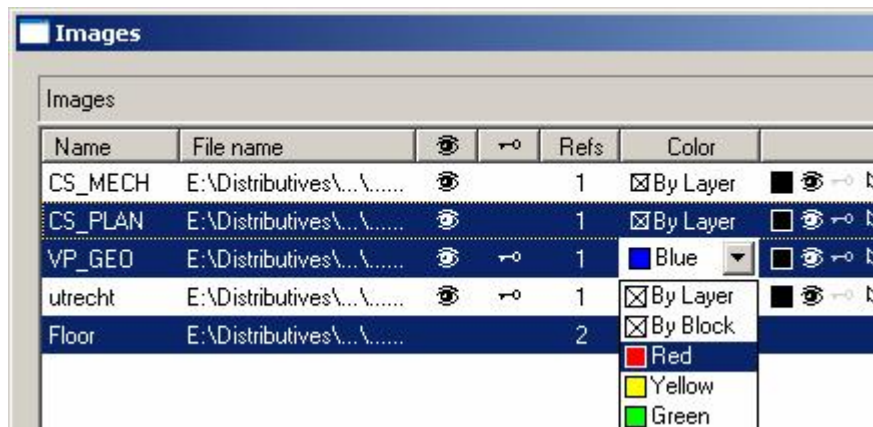 Images
Images
Name File name Refs Color
CS_MECH E:\Distributives\...\...... 1 By Layer
CS_PLAN E:\Distributives\...\...... 1 By Layer
VP_GEO E:\Distributives\...\...... 1 Blue
utrecht E:\Distributives\...\...... 1 By Layer
By Block
Floor E:\Distributives\...\...... 2 Red
Yellow
Green